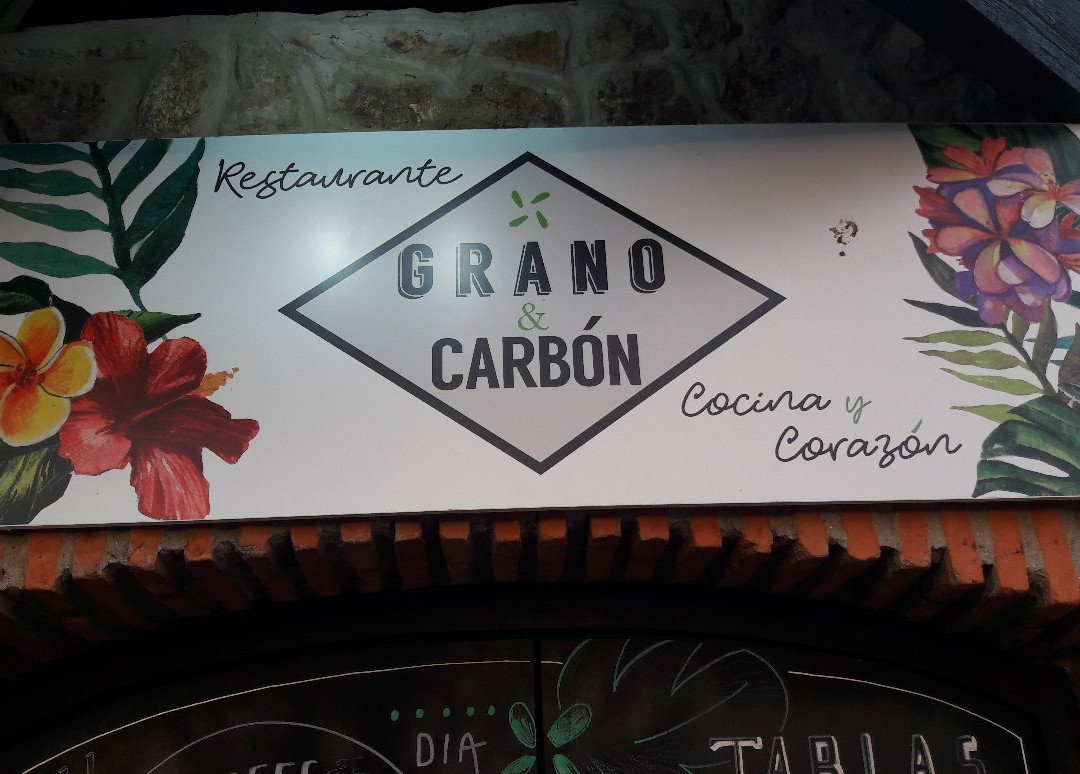 Restaurante
GRANO
&
CARBÓN
Cocina y
Corazón
DIA
TABLAS